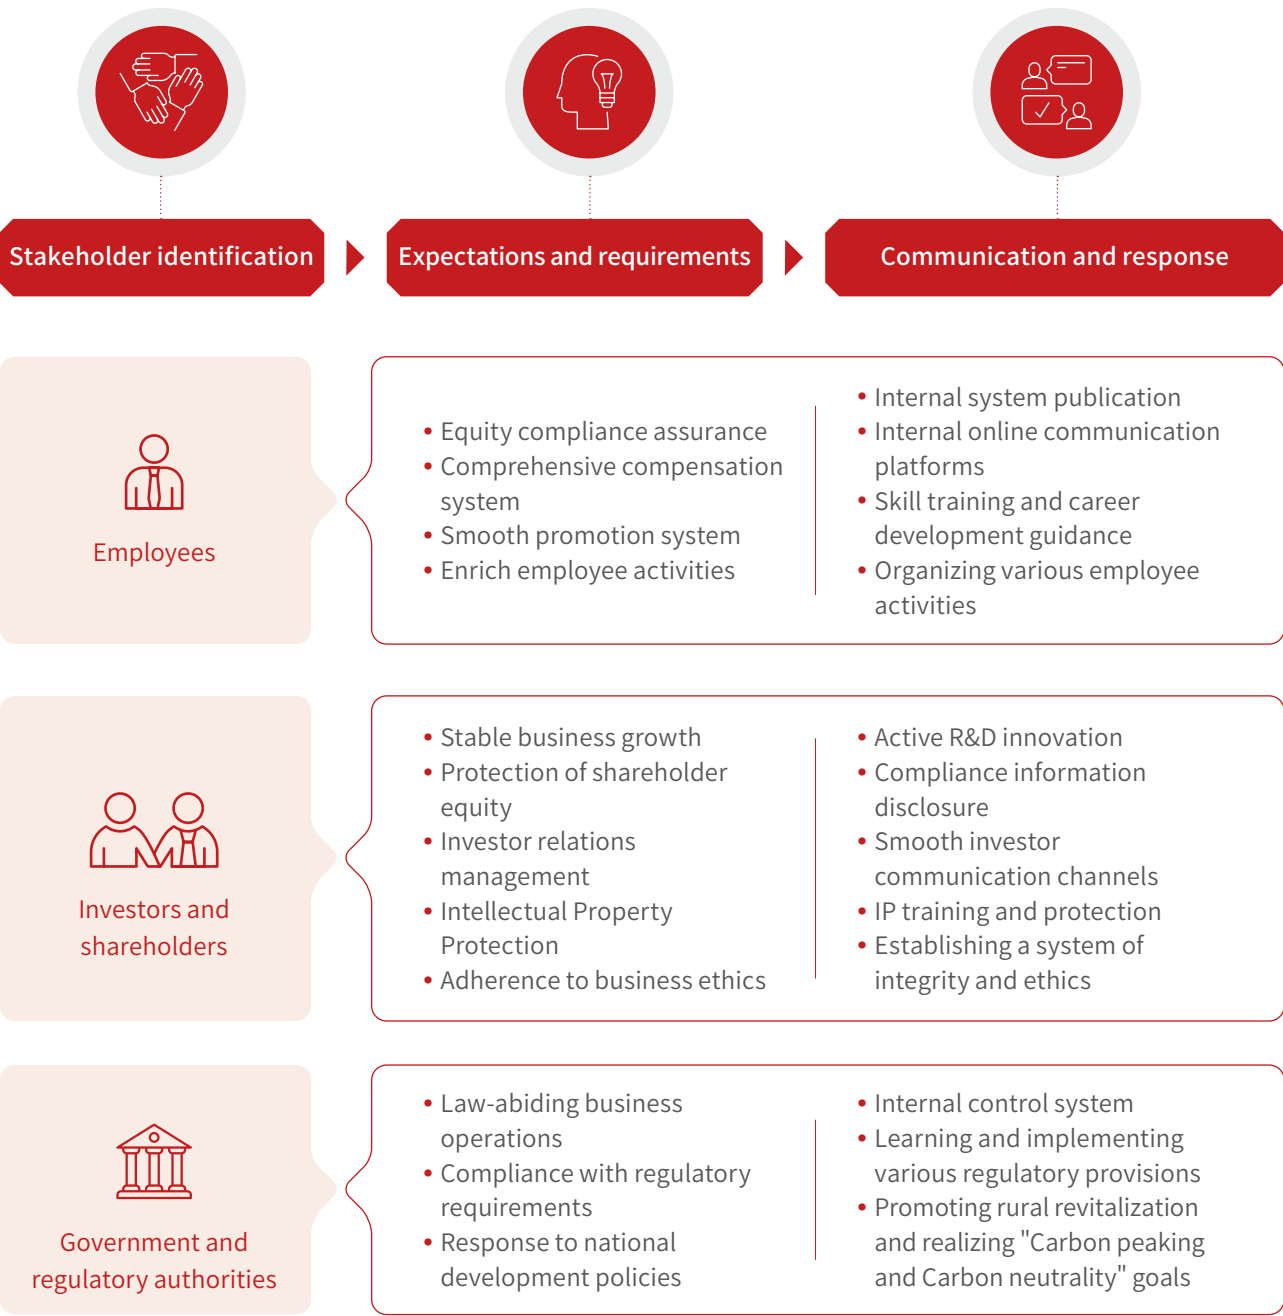 Stakeholder identification
Expectations and requirements
Communication and response
Employees
• Equity compliance assurance
• Comprehensive compensation
system
• Smooth promotion system
• Enrich employee activities
• Internal system publication
• Internal online communication
platforms
• Skill training and career
development guidance
• Organizing various employee
activities
Investors and
shareholders
• Stable business growth
• Protection of shareholder
equity
• Investor relations
management
• Intellectual Property
Protection
• Adherence to business ethics
• Active R&D innovation
• Compliance information
disclosure
• Smooth investor
communication channels
• IP training and protection
• Establishing a system of
integrity and ethics
Government and
regulatory authorities
• Law-abiding business
operations
• Compliance with regulatory
requirements
• Response to national
development policies
• Internal control system
• Learning and implementing
various regulatory provisions
• Promoting rural revitalization
and realizing "Carbon peaking
and Carbon neutrality" goals